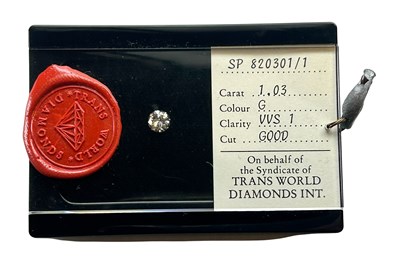 TRANS WORLD DIAMONDS
SP 820301/1
Carat 1.03
Colour G
Clarity VVS 1
Cut GOOD
On behalf of
the Syndicate of
TRANS WORLD
DIAMONDS INT.